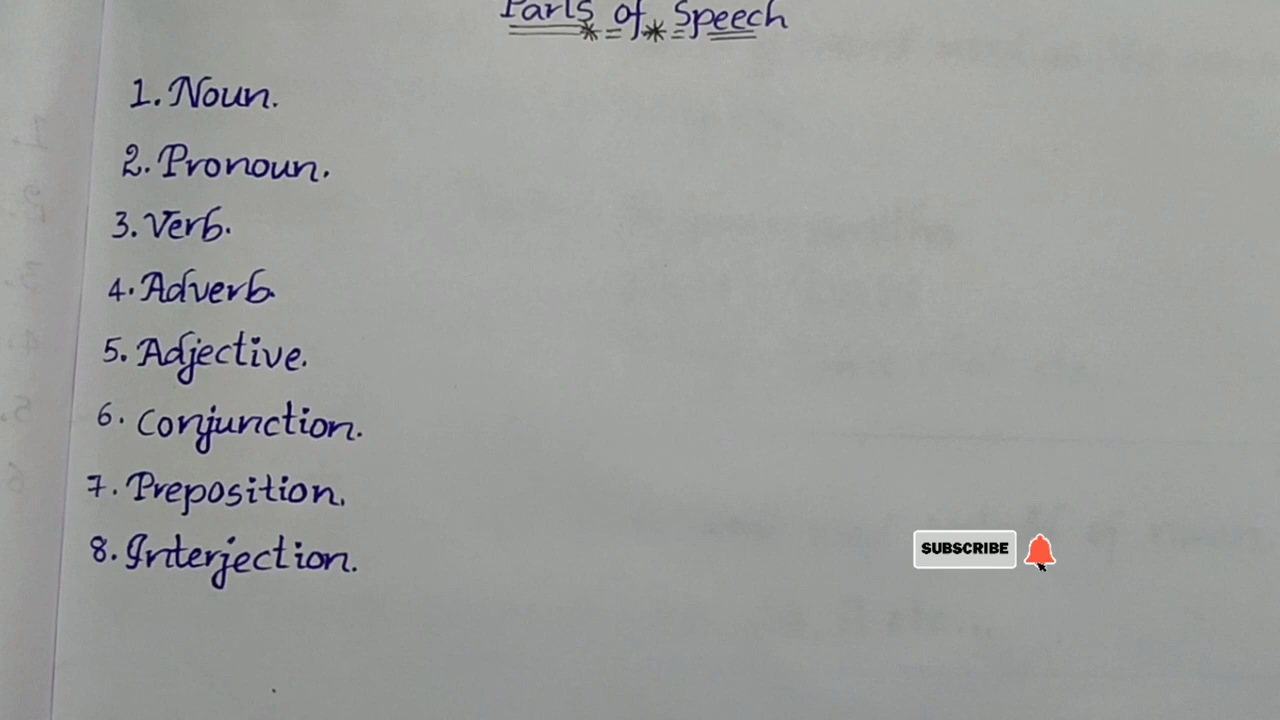 Parts of Speech
1. Noun.
2. Pronoun.
3. Verb.
4. Adverb.
5. Adjective.
6. Conjunction.
7. Preposition.
8. Interjection.
SUBSCRIBE